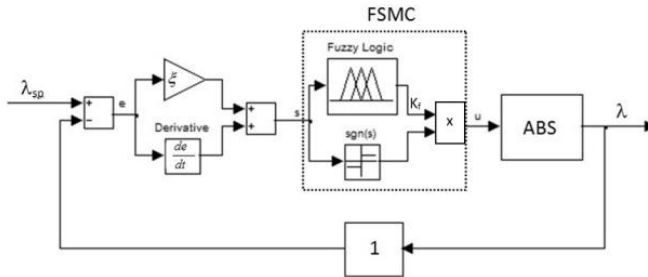 FSMC
Fuzzy Logic
λsp
+
−
e
ξ
Derivative
de
dt
+
+
s
Kf
sgn(s)
x
u
ABS
λ
1